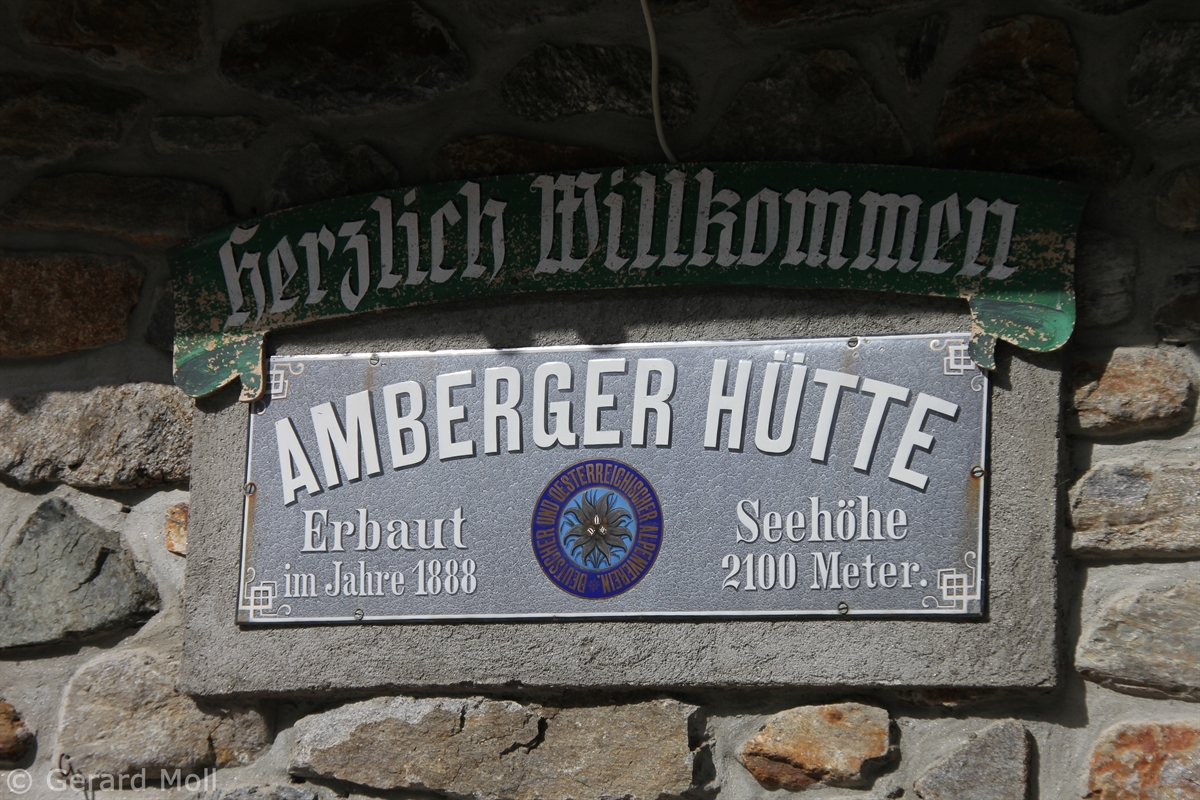 Herzlich Willkommen
AMBERGER HÜTTE
Erbaut
im Jahre 1888
DEUTSCHER UND OESTERREICHISCHER ALPENVEREIN.
Seehöhe
2100 Meter.
© Gerard Moll